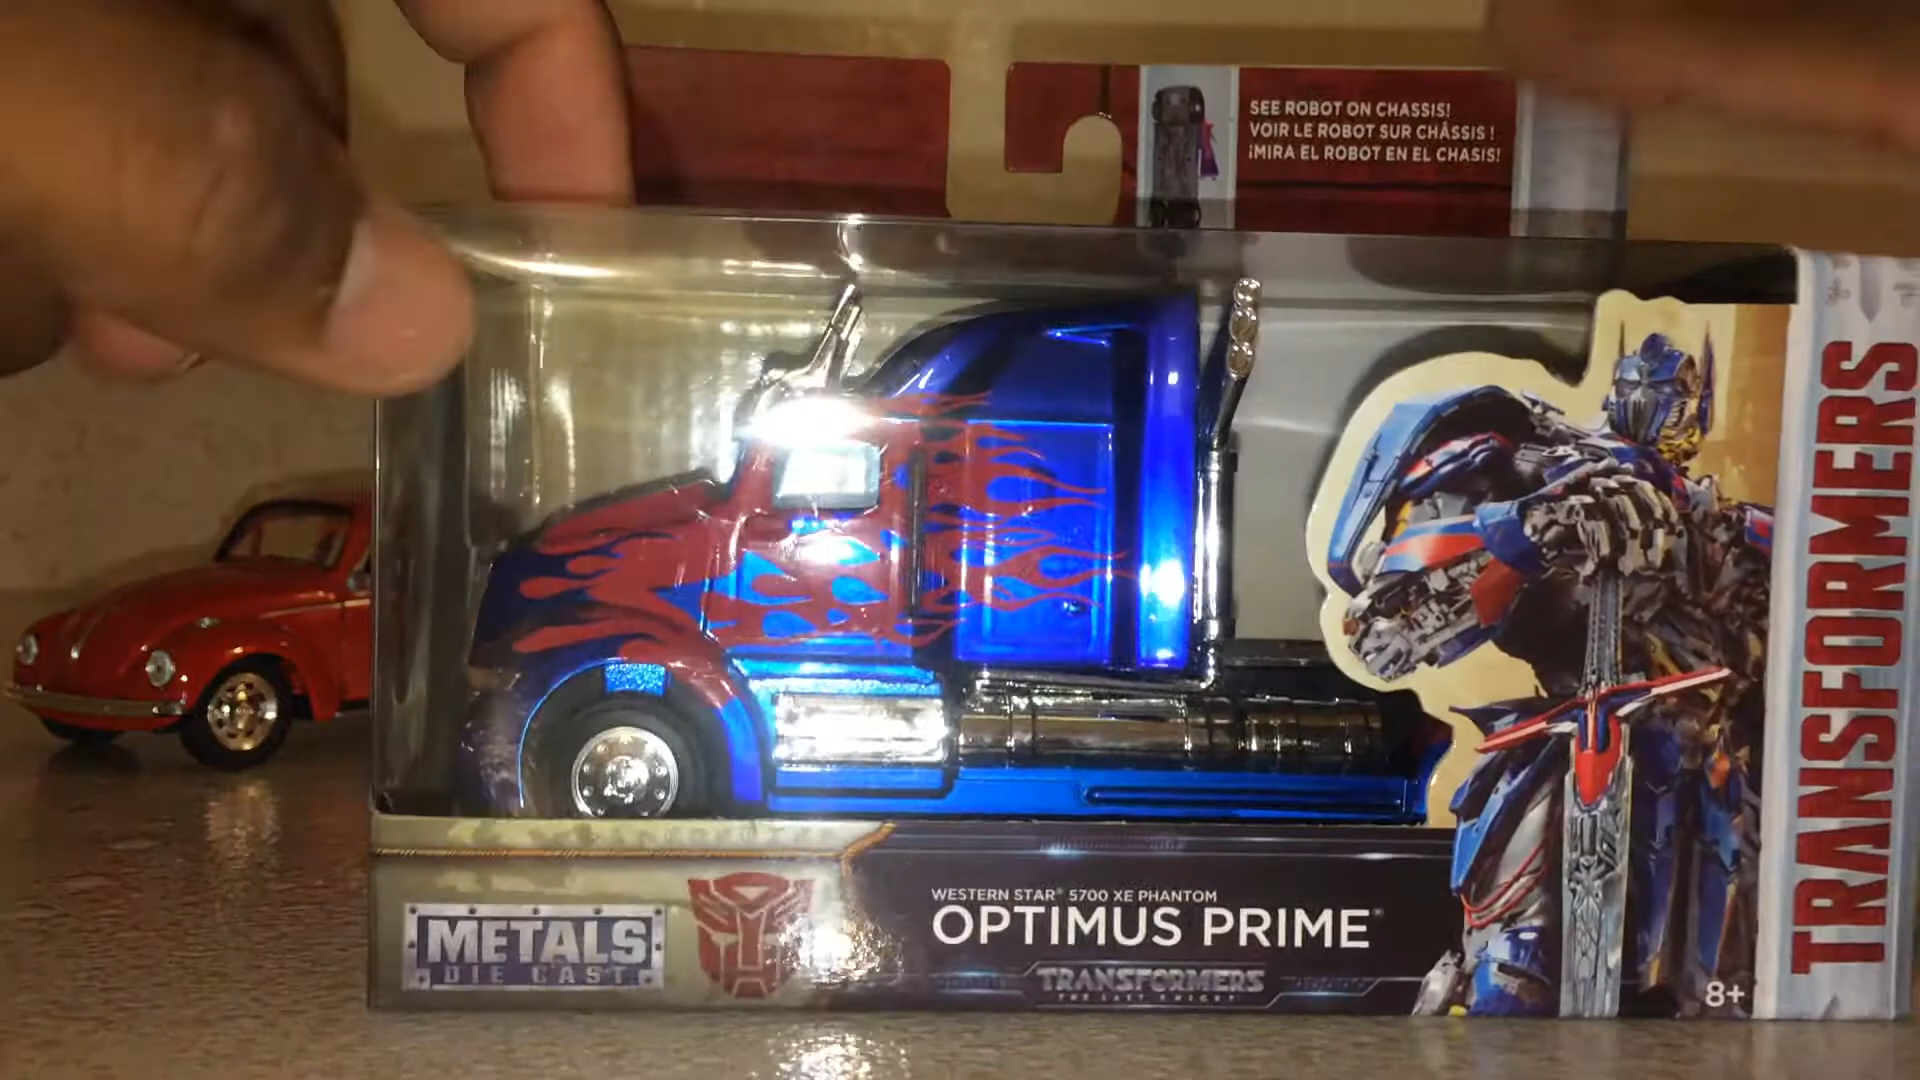 SEE ROBOT ON CHASSIS!
VOIR LE ROBOT SUR CHÂSSIS !
¡MIRA EL ROBOT EN EL CHASIS!
TRANSFORMERS
WESTERN STAR® 5700 XE PHANTOM
OPTIMUS PRIME™
METALS
DIE CAST
TRANSFORMERS
THE LAST KNIGHT
8+